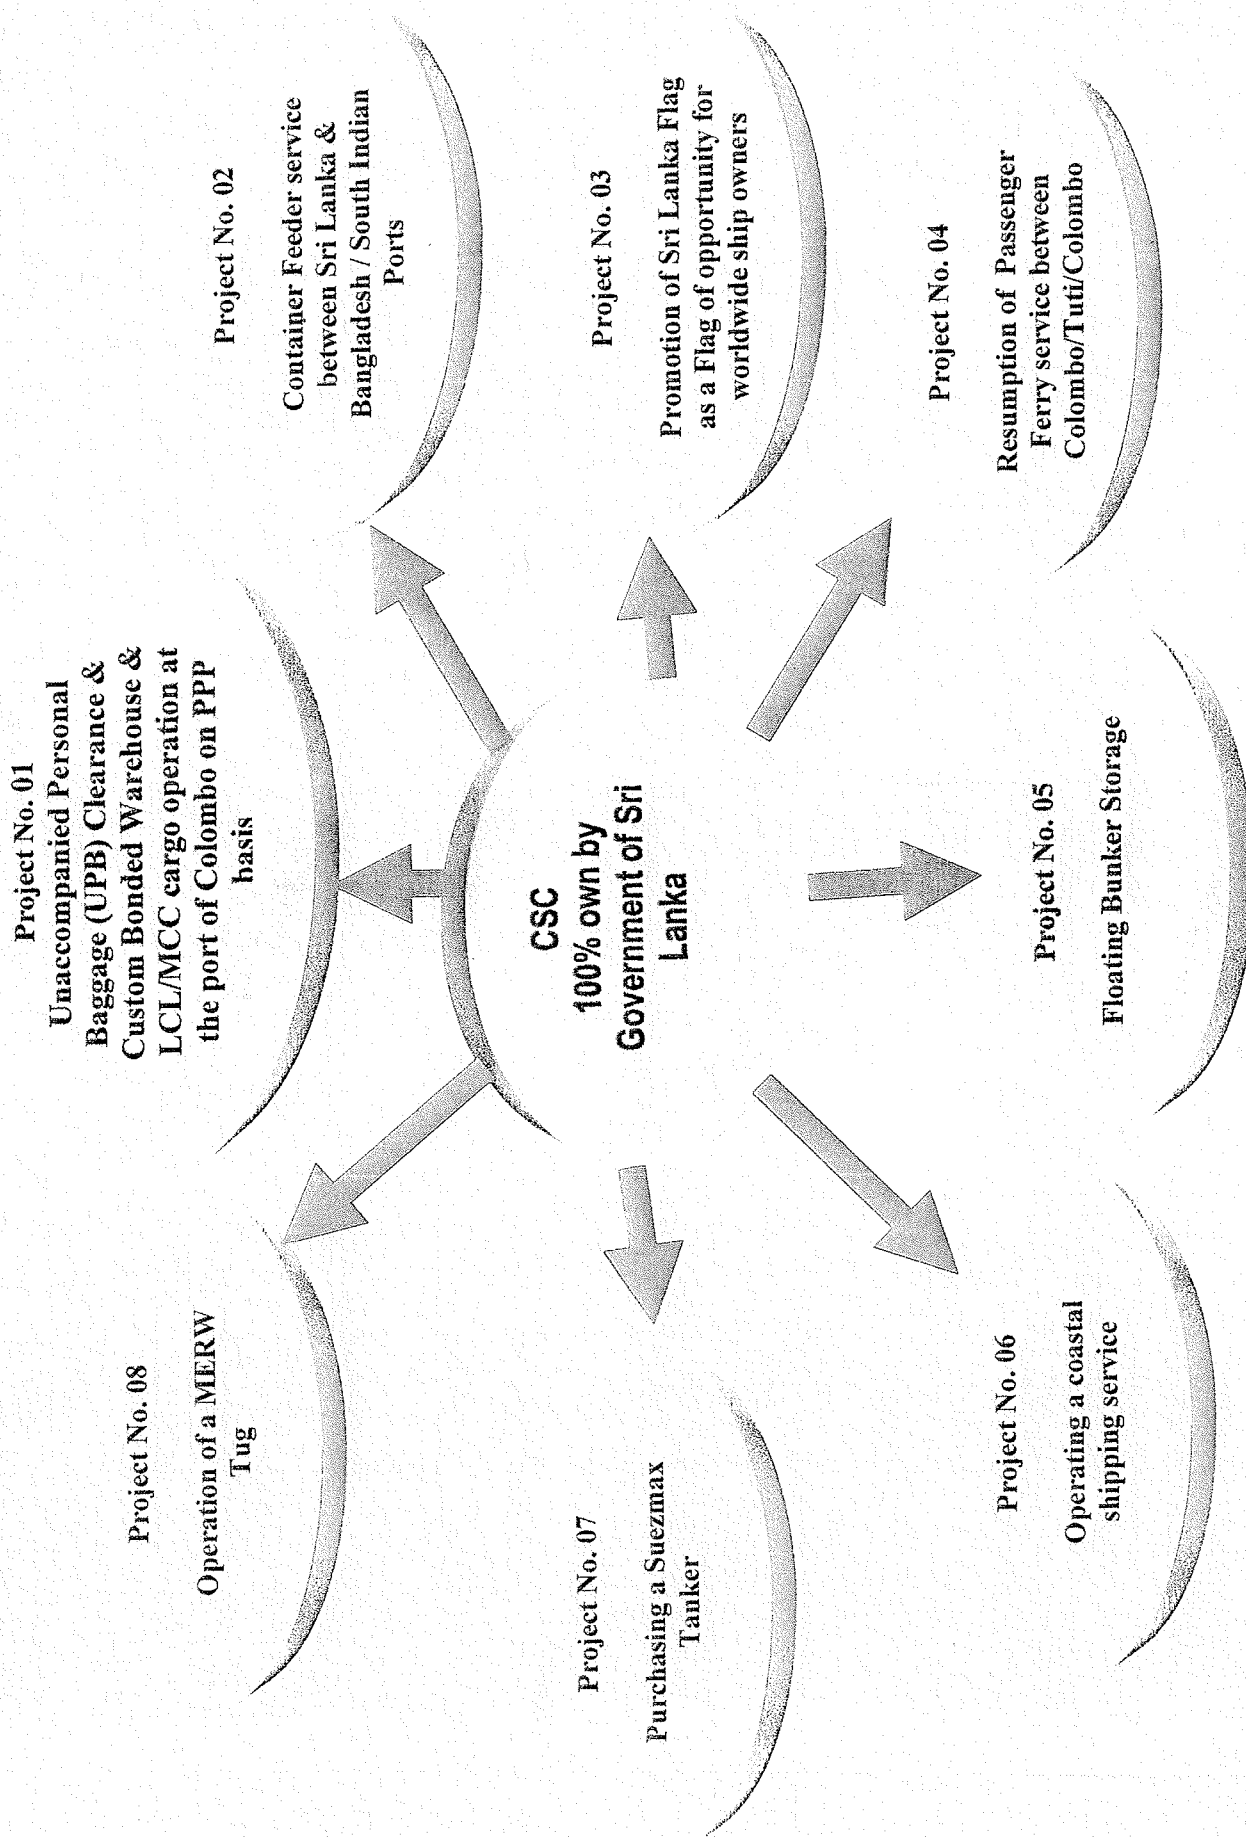 Project No. 01
Unaccompanied Personal
Baggage (UPB) Clearance &
Custom Bonded Warehouse &
LCL/MCC cargo operation at
the port of Colombo on PPP
basis
Project No. 02
Container Feeder service
between Sri Lanka &
Bangladesh / South Indian
Ports
Project No. 03
Promotion of Sri Lanka Flag
as a Flag of opportunity for
worldwide ship owners
Project No. 04
Resumption of Passenger
Ferry service between
Colombo/Tuti/Colombo
Project No. 05
Floating Bunker Storage
Project No. 06
Operating a coastal
shipping service
Project No. 07
Purchasing a Suezmax
Tanker
Project No. 08
Operation of a MERW
Tug
CSC
100% own by
Government of Sri
Lanka